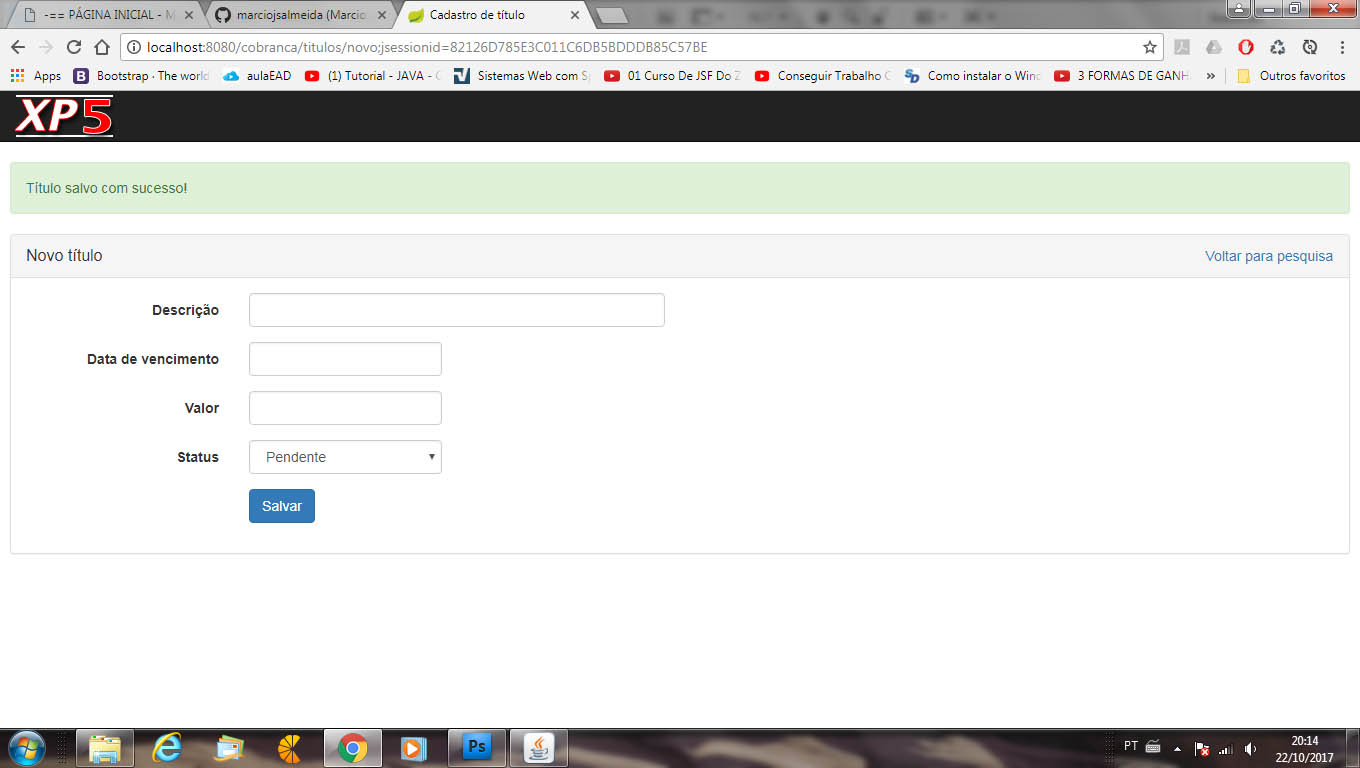 -== PÁGINA INICIAL - M
marciojsalmeida (Marcio
Cadastro de título
localhost:8080/cobranca/titulos/novo;jsessionid=82126D785E3C011C6DB5BDDDB85C57BE
Apps
Bootstrap · The world
aulaEAD
(1) Tutorial - JAVA - C
Sistemas Web com Sp
01 Curso De JSF Do Z
Conseguir Trabalho C
Como instalar o Wind
3 FORMAS DE GANH
»
Outros favoritos
XP5
Título salvo com sucesso!
Novo título
Voltar para pesquisa
Descrição
Data de vencimento
Valor
Status
Pendente
Salvar
Ps
PT
20:14
22/10/2017